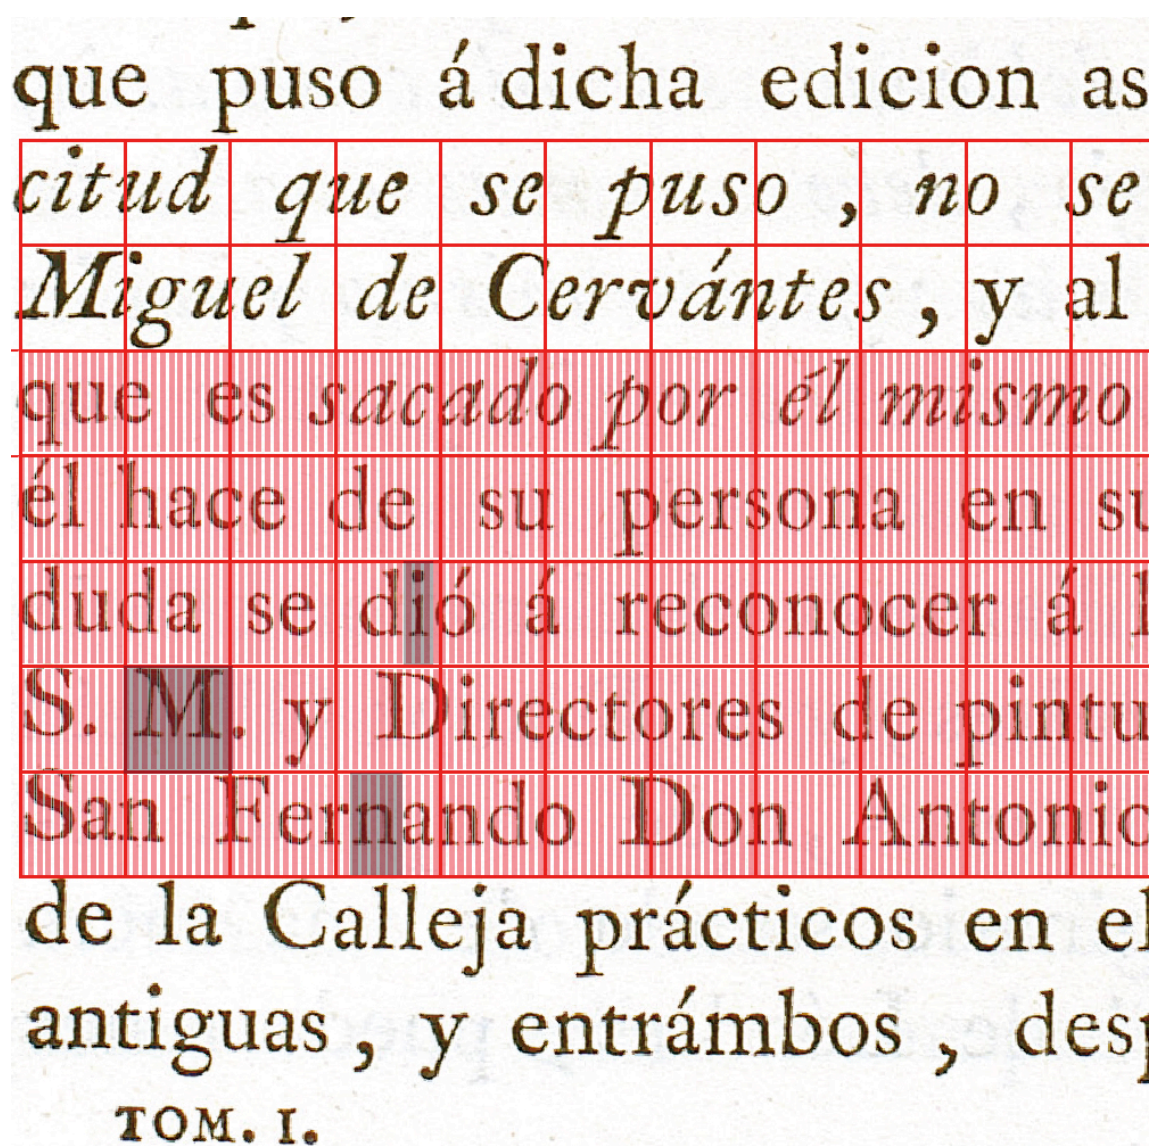 que puso á dicha edicion as
citud que se puso , no se
Miguel de Cervántes , y al
que es sacado por él mismo
él hace de su persona en su
duda se dió á reconocer á l
S. M. y Directores de pintu
San Fernando Don Antonio
de la Calleja prácticos en el
antiguas , y entrámbos , desp
TOM. I.